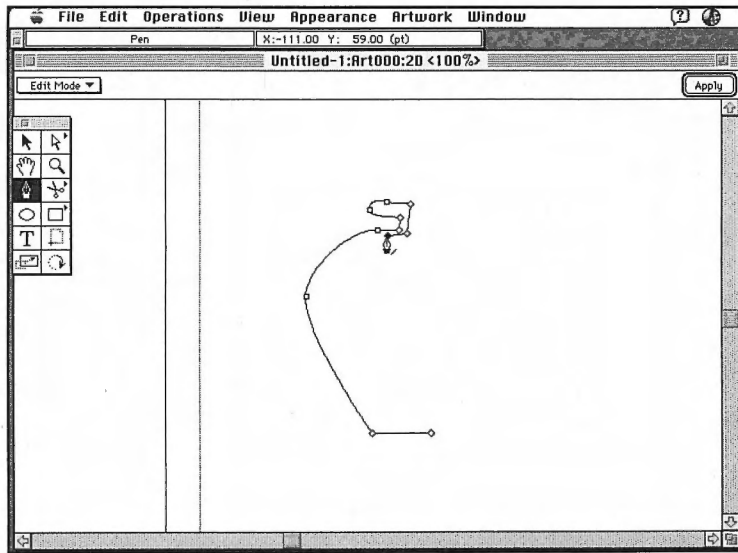 File Edit Operations View Appearance Artwork Window
Pen X:-111.00 Y: 59.00 (pt)
Untitled-1:Art000:2D <100%>
Edit Mode Apply
T